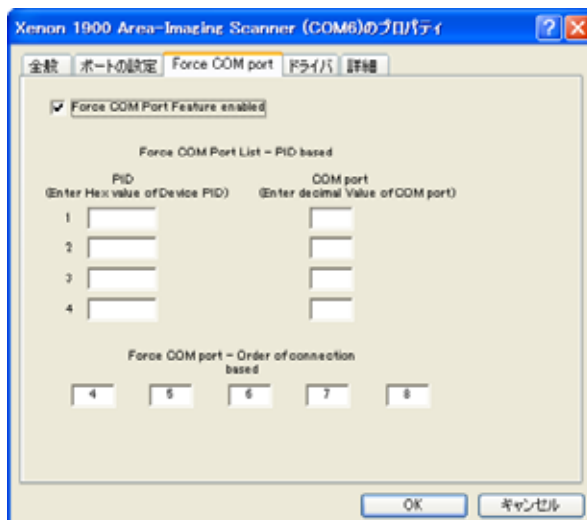 Xenon 1900 Area-Imaging Scanner (COM6)のプロパティ
全般 ポートの設定 Force COM port ドライバ 詳細
Force COM Port Feature enabled
Force COM Port List - PID based
PID COM port
(Enter Hex value of Device PID) (Enter decimal Value of COM port)
1
2
3
4
Force COM port - Order of connection
based
4 5 6 7 8
OK キャンセル